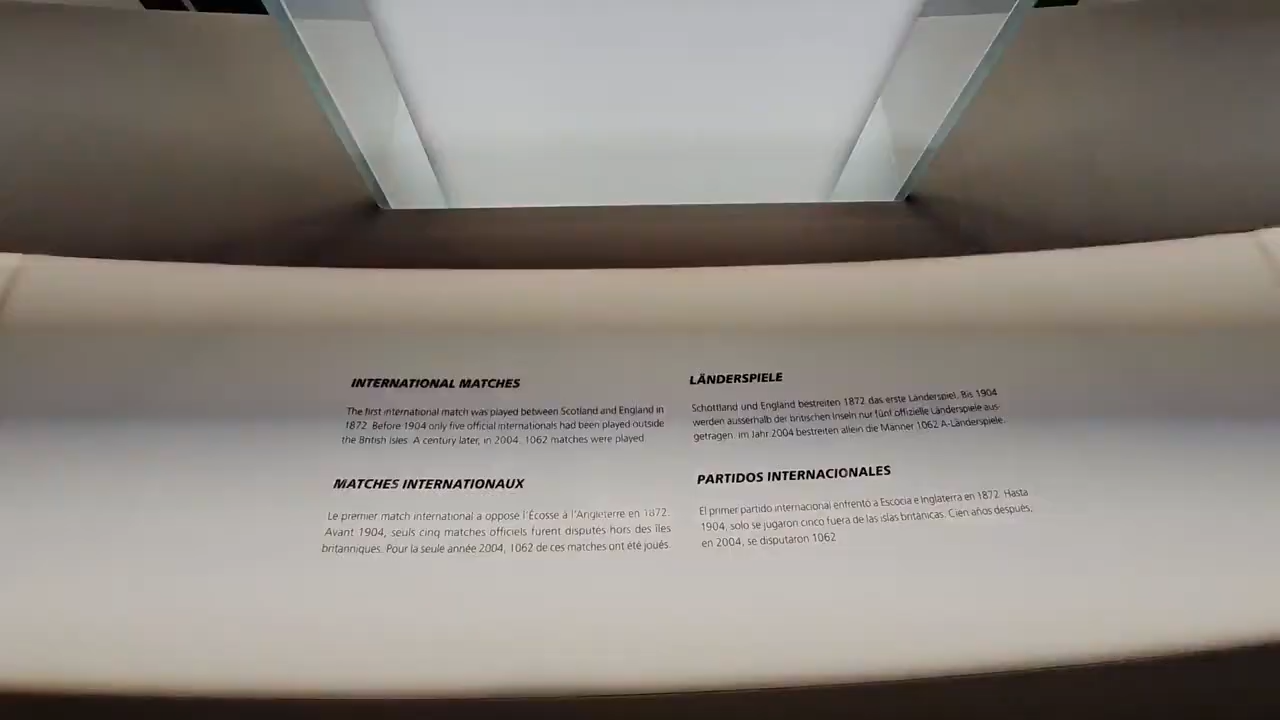 INTERNATIONAL MATCHES
The first international match was played between Scotland and England in
1872. Before 1904 only five official internationals had been played outside
the British Isles. A century later, in 2004, 1062 matches were played
MATCHES INTERNATIONAUX
Le premier match international a opposé l'Écosse à l'Angleterre en 1872.
Avant 1904, seuls cinq matches officiels furent disputés hors des îles
britanniques. Pour la seule année 2004, 1062 de ces matches ont été joués.
LÄNDERSPIELE
Schottland und England bestreiten 1872 das erste Länderspiel. Bis 1904
werden ausserhalb der britischen Inseln nur fünf offizielle Länderspiele aus-
getragen. Im Jahr 2004 bestreiten allein die Männer 1062 A-Länderspiele.
PARTIDOS INTERNACIONALES
El primer partido internacional enfrentó a Escocia e Inglaterra en 1872. Hasta
1904, solo se jugaron cinco fuera de las islas británicas. Cien años después,
en 2004, se disputaron 1062